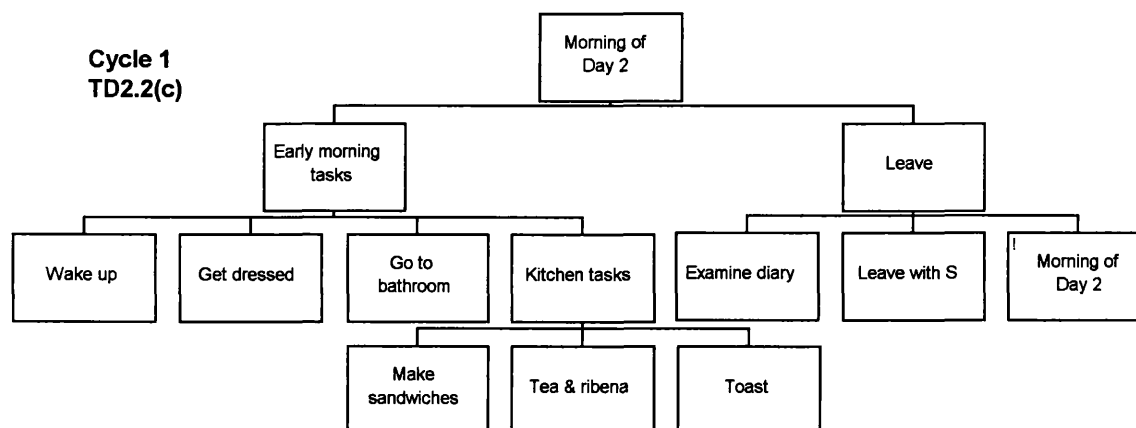 Cycle 1
TD2.2(c)
Morning of
Day 2
Early morning
tasks
Leave
Wake up
Get dressed
Go to
bathroom
Kitchen tasks
Examine diary
Leave with S
!
Morning of
Day 2
Make
sandwiches
Tea & ribena
Toast